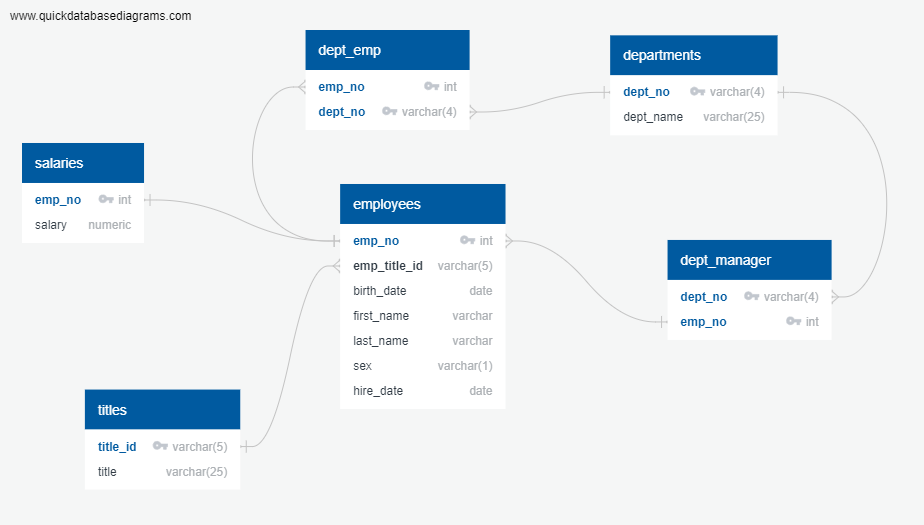 www.quickdatabasediagrams.com
dept_emp
emp_no int
dept_no varchar(4)
departments
dept_no varchar(4)
dept_name varchar(25)
salaries
emp_no int
salary numeric
employees
emp_no int
emp_title_id varchar(5)
birth_date date
first_name varchar
last_name varchar
sex varchar(1)
hire_date date
dept_manager
dept_no varchar(4)
emp_no int
titles
title_id varchar(5)
title varchar(25)